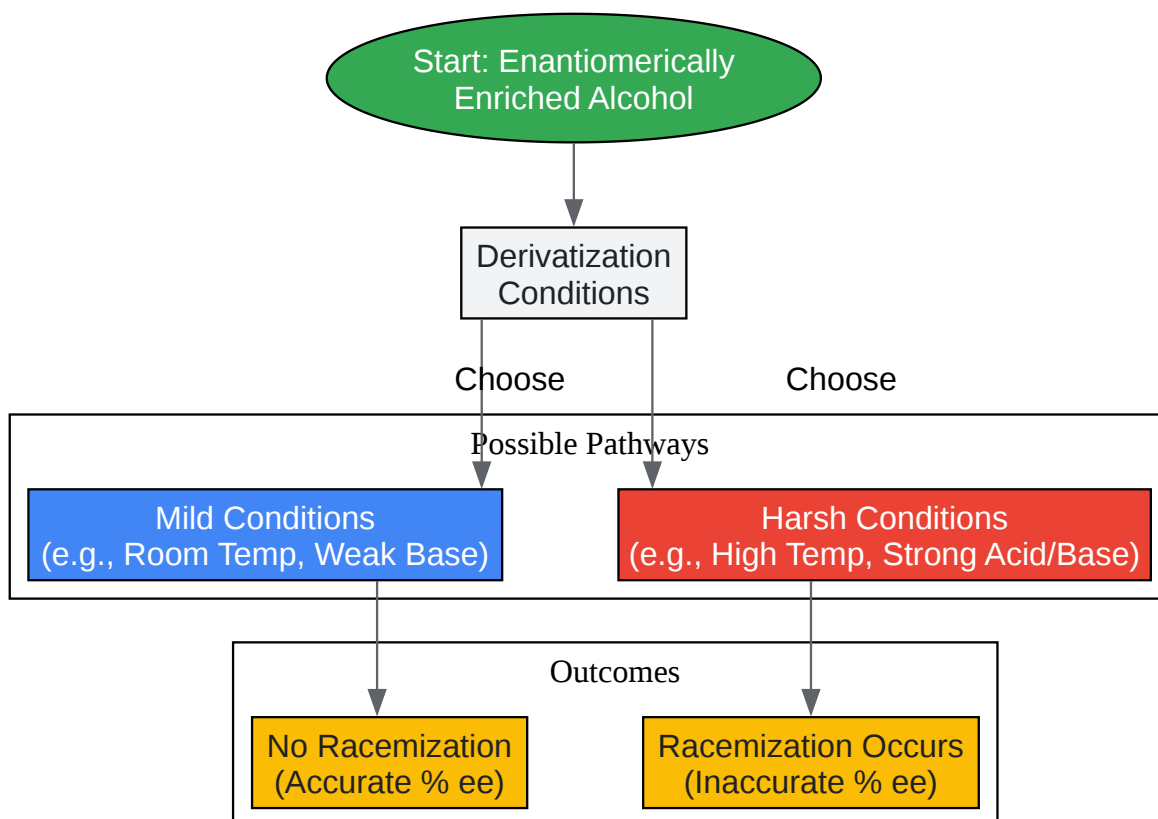 Start: Enantiomerically
Enriched Alcohol
Derivatization
Conditions
Choose
Choose
Possible Pathways
Mild Conditions
(e.g., Room Temp, Weak Base)
Harsh Conditions
(e.g., High Temp, Strong Acid/Base)
Outcomes
No Racemization
(Accurate % ee)
Racemization Occurs
(Inaccurate % ee)